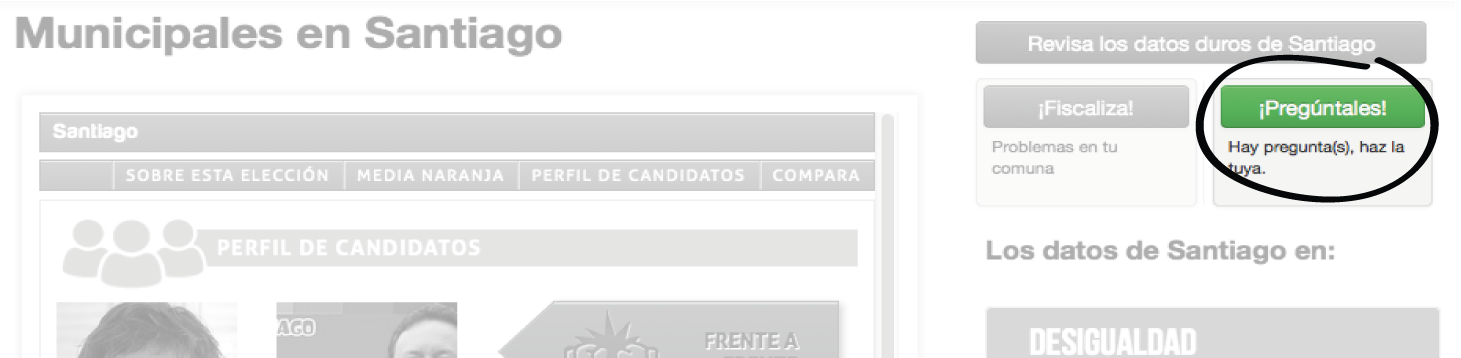 Municipales en Santiago
Revisa los datos duros de Santiago
¡Fiscaliza!
Problemas en tu
comuna
¡Pregúntales!
Hay pregunta(s), haz la
tuya.
Santiago
SOBRE ESTA ELECCIÓN
MEDIA NARANJA
PERFIL DE CANDIDATOS
COMPARA
PERFIL DE CANDIDATOS
AGO
FRENTE A
Los datos de Santiago en:
DESIGUALDAD